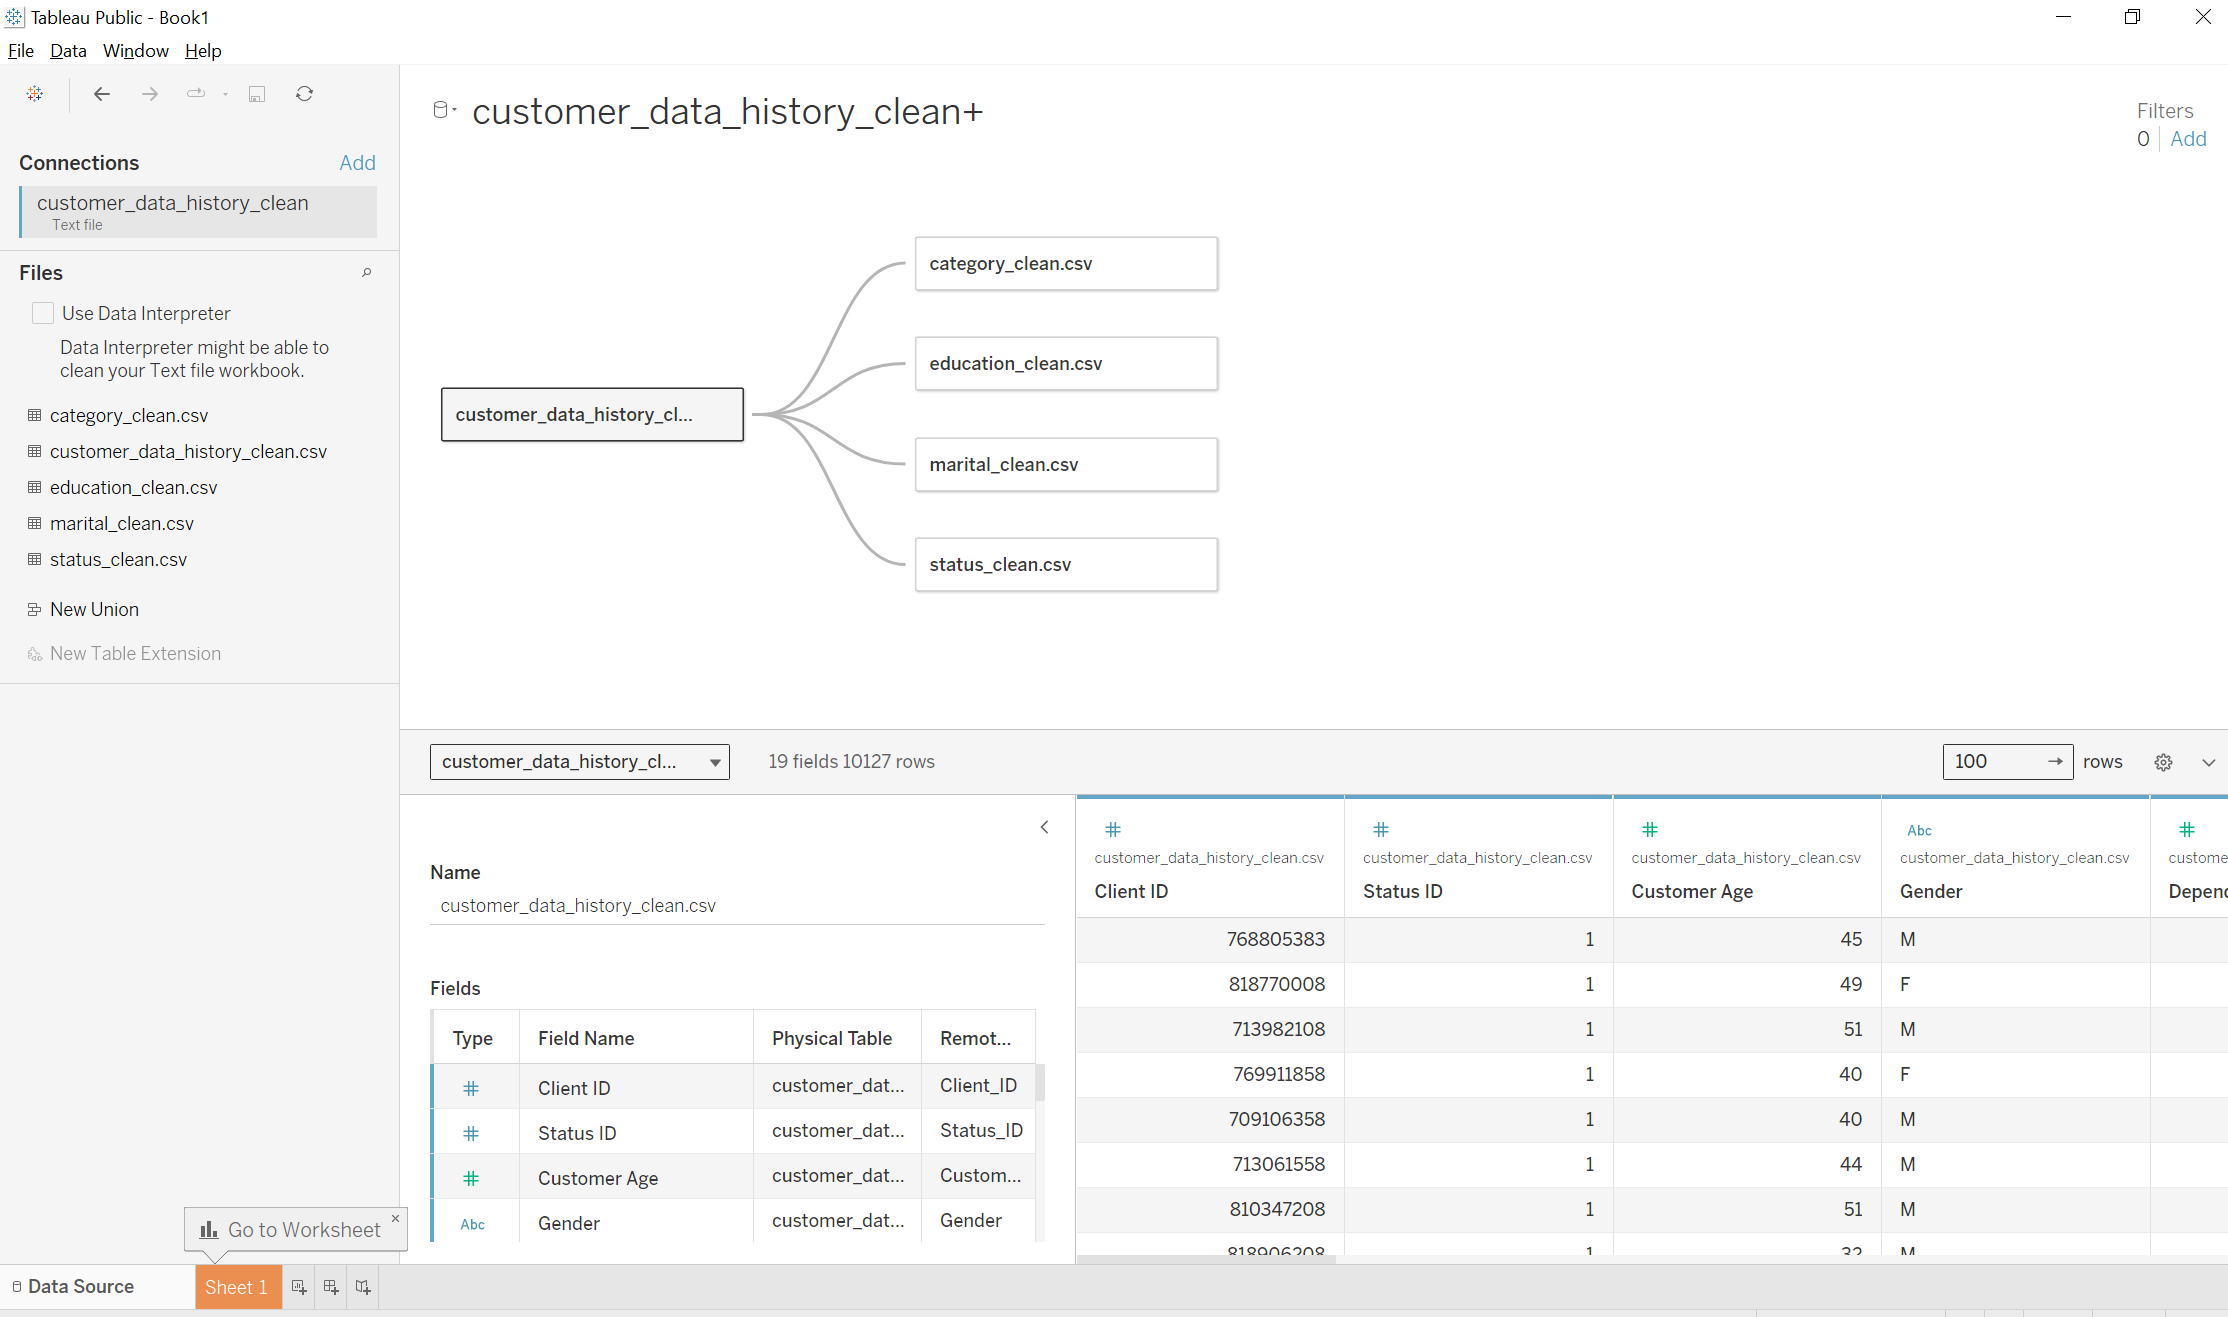 Tableau Public - Book1
File Data Window Help
Connections Add
customer_data_history_clean
Text file
Files
Use Data Interpreter
Data Interpreter might be able to
clean your Text file workbook.
category_clean.csv
customer_data_history_clean.csv
education_clean.csv
marital_clean.csv
status_clean.csv
New Union
New Table Extension
customer_data_history_clean+
Filters
0 Add
customer_data_history_cl...
category_clean.csv
education_clean.csv
marital_clean.csv
status_clean.csv
customer_data_history_cl... 19 fields 10127 rows 100 → rows
Name
customer_data_history_clean.csv
Fields
Type Field Name Physical Table Remot...
# Client ID customer_dat... Client_ID
# Status ID customer_dat... Status_ID
# Customer Age customer_dat... Custom...
Abc Gender customer_dat... Gender
# # # Abc #
customer_data_history_clean.csv customer_data_history_clean.csv customer_data_history_clean.csv customer_data_history_clean.csv custome
Client ID Status ID Customer Age Gender Depend
768805383 1 45 M
818770008 1 49 F
713982108 1 51 M
769911858 1 40 F
709106358 1 40 M
713061558 1 44 M
810347208 1 51 M
818906208 1 32 M
Go to Worksheet
Data Source Sheet 1